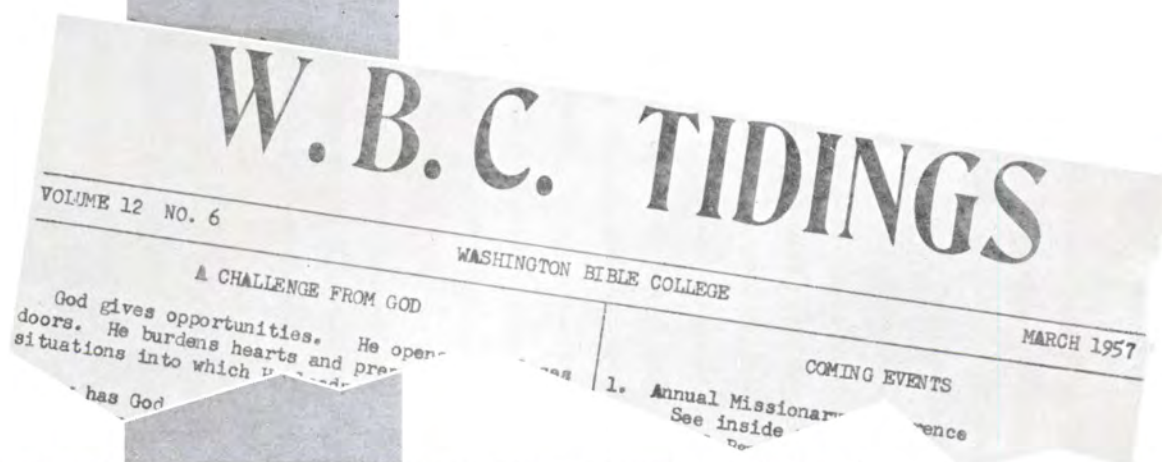 W. B. C. TIDINGS
VOLUME 12 NO. 6
WASHINGTON BIBLE COLLEGE
MARCH 1957
A CHALLENGE FROM GOD
God gives opportunities. He
doors. He burdens hearts and
situations into which
has God
COMING EVENTS
1. Annual
See inside